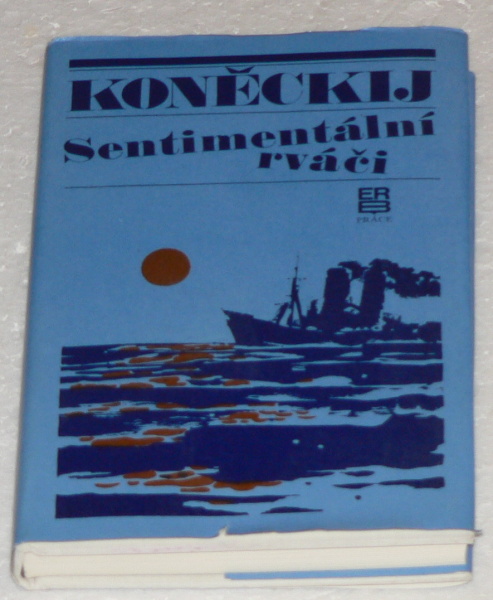 KONĚCKIJ
Sentimentální
rváči
ERB
PRÁCE